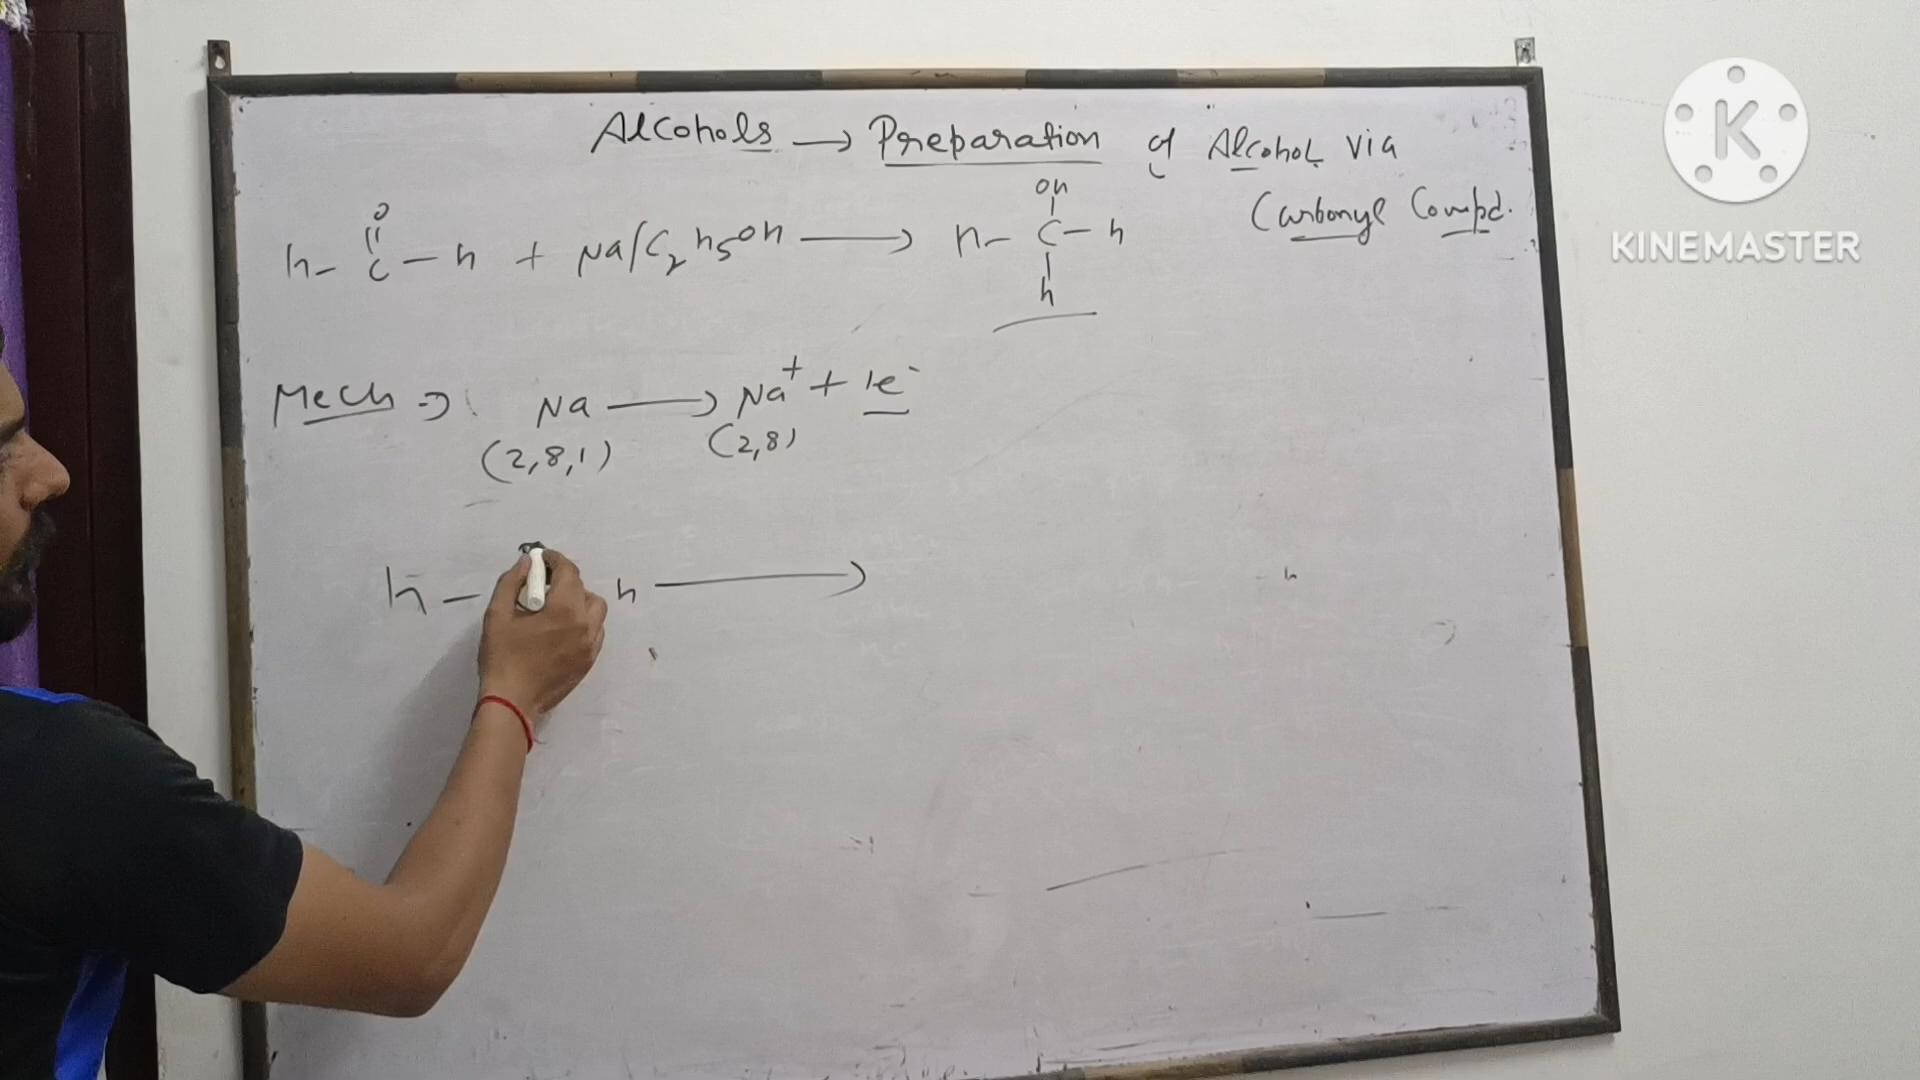 Alcohols → Preparation of Alcohol via
Carbonyl Compd.
O
||
h - C - h + Na/C2h5oh → h - C - h
oh
|
|
h
Mech → Na → Na+ + 1e-
(2,8,1) (2,8)
h - h →
h
K
KINEMASTER